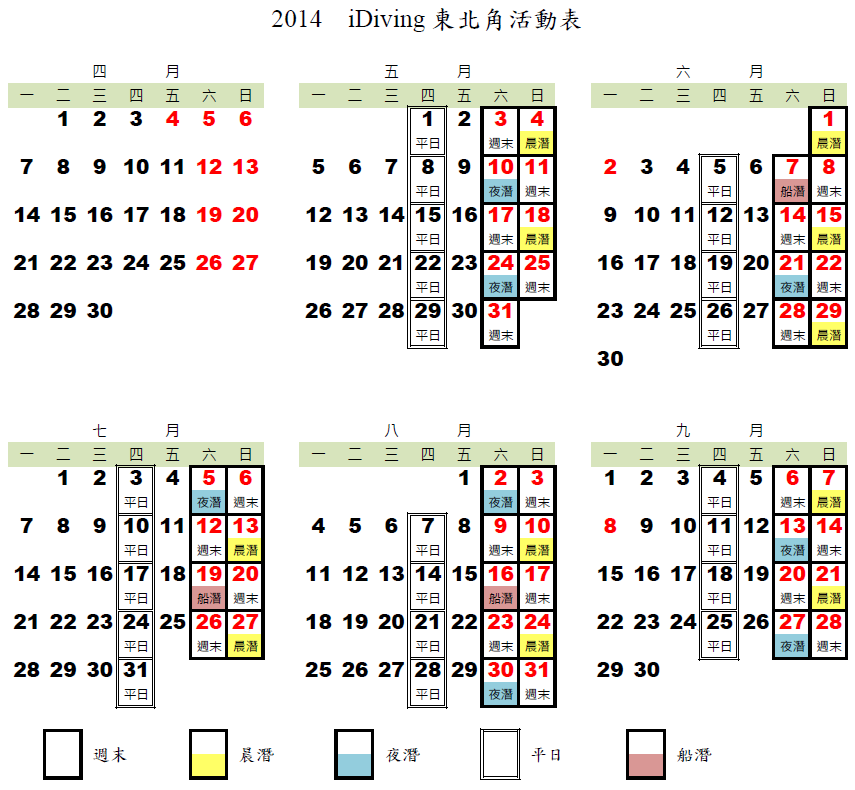 2014 iDiving 東北角活動表
四 月 五 月 六 月
一 二 三 四 五 六 日 一 二 三 四 五 六 日 一 二 三 四 五 六 日
1 2 3 4 5 6 1 2 3 4 1
平日 週末 晨潛 晨潛
7 8 9 10 11 12 13 5 6 7 8 9 10 11 2 3 4 5 6 7 8
平日 夜潛 週末 平日 船潛 週末
14 15 16 17 18 19 20 12 13 14 15 16 17 18 9 10 11 12 13 14 15
平日 週末 晨潛 平日 週末 晨潛
21 22 23 24 25 26 27 19 20 21 22 23 24 25 16 17 18 19 20 21 22
平日 夜潛 週末 平日 夜潛 週末
28 29 30 26 27 28 29 30 31 23 24 25 26 27 28 29
平日 週末 平日 週末 晨潛
30
七 月 八 月 九 月
一 二 三 四 五 六 日 一 二 三 四 五 六 日 一 二 三 四 五 六 日
1 2 3 4 5 6 1 2 3 1 2 3 4 5 6 7
平日 夜潛 週末 夜潛 週末 平日 週末 晨潛
7 8 9 10 11 12 13 4 5 6 7 8 9 10 8 9 10 11 12 13 14
平日 週末 晨潛 平日 週末 晨潛 平日 夜潛 週末
14 15 16 17 18 19 20 11 12 13 14 15 16 17 15 16 17 18 19 20 21
平日 船潛 週末 平日 船潛 週末 平日 週末 晨潛
21 22 23 24 25 26 27 18 19 20 21 22 23 24 22 23 24 25 26 27 28
平日 週末 晨潛 平日 週末 晨潛 平日 夜潛 週末
28 29 30 31 25 26 27 28 29 30 31 29 30
平日 平日 夜潛 週末
週末 晨潛 夜潛 平日 船潛